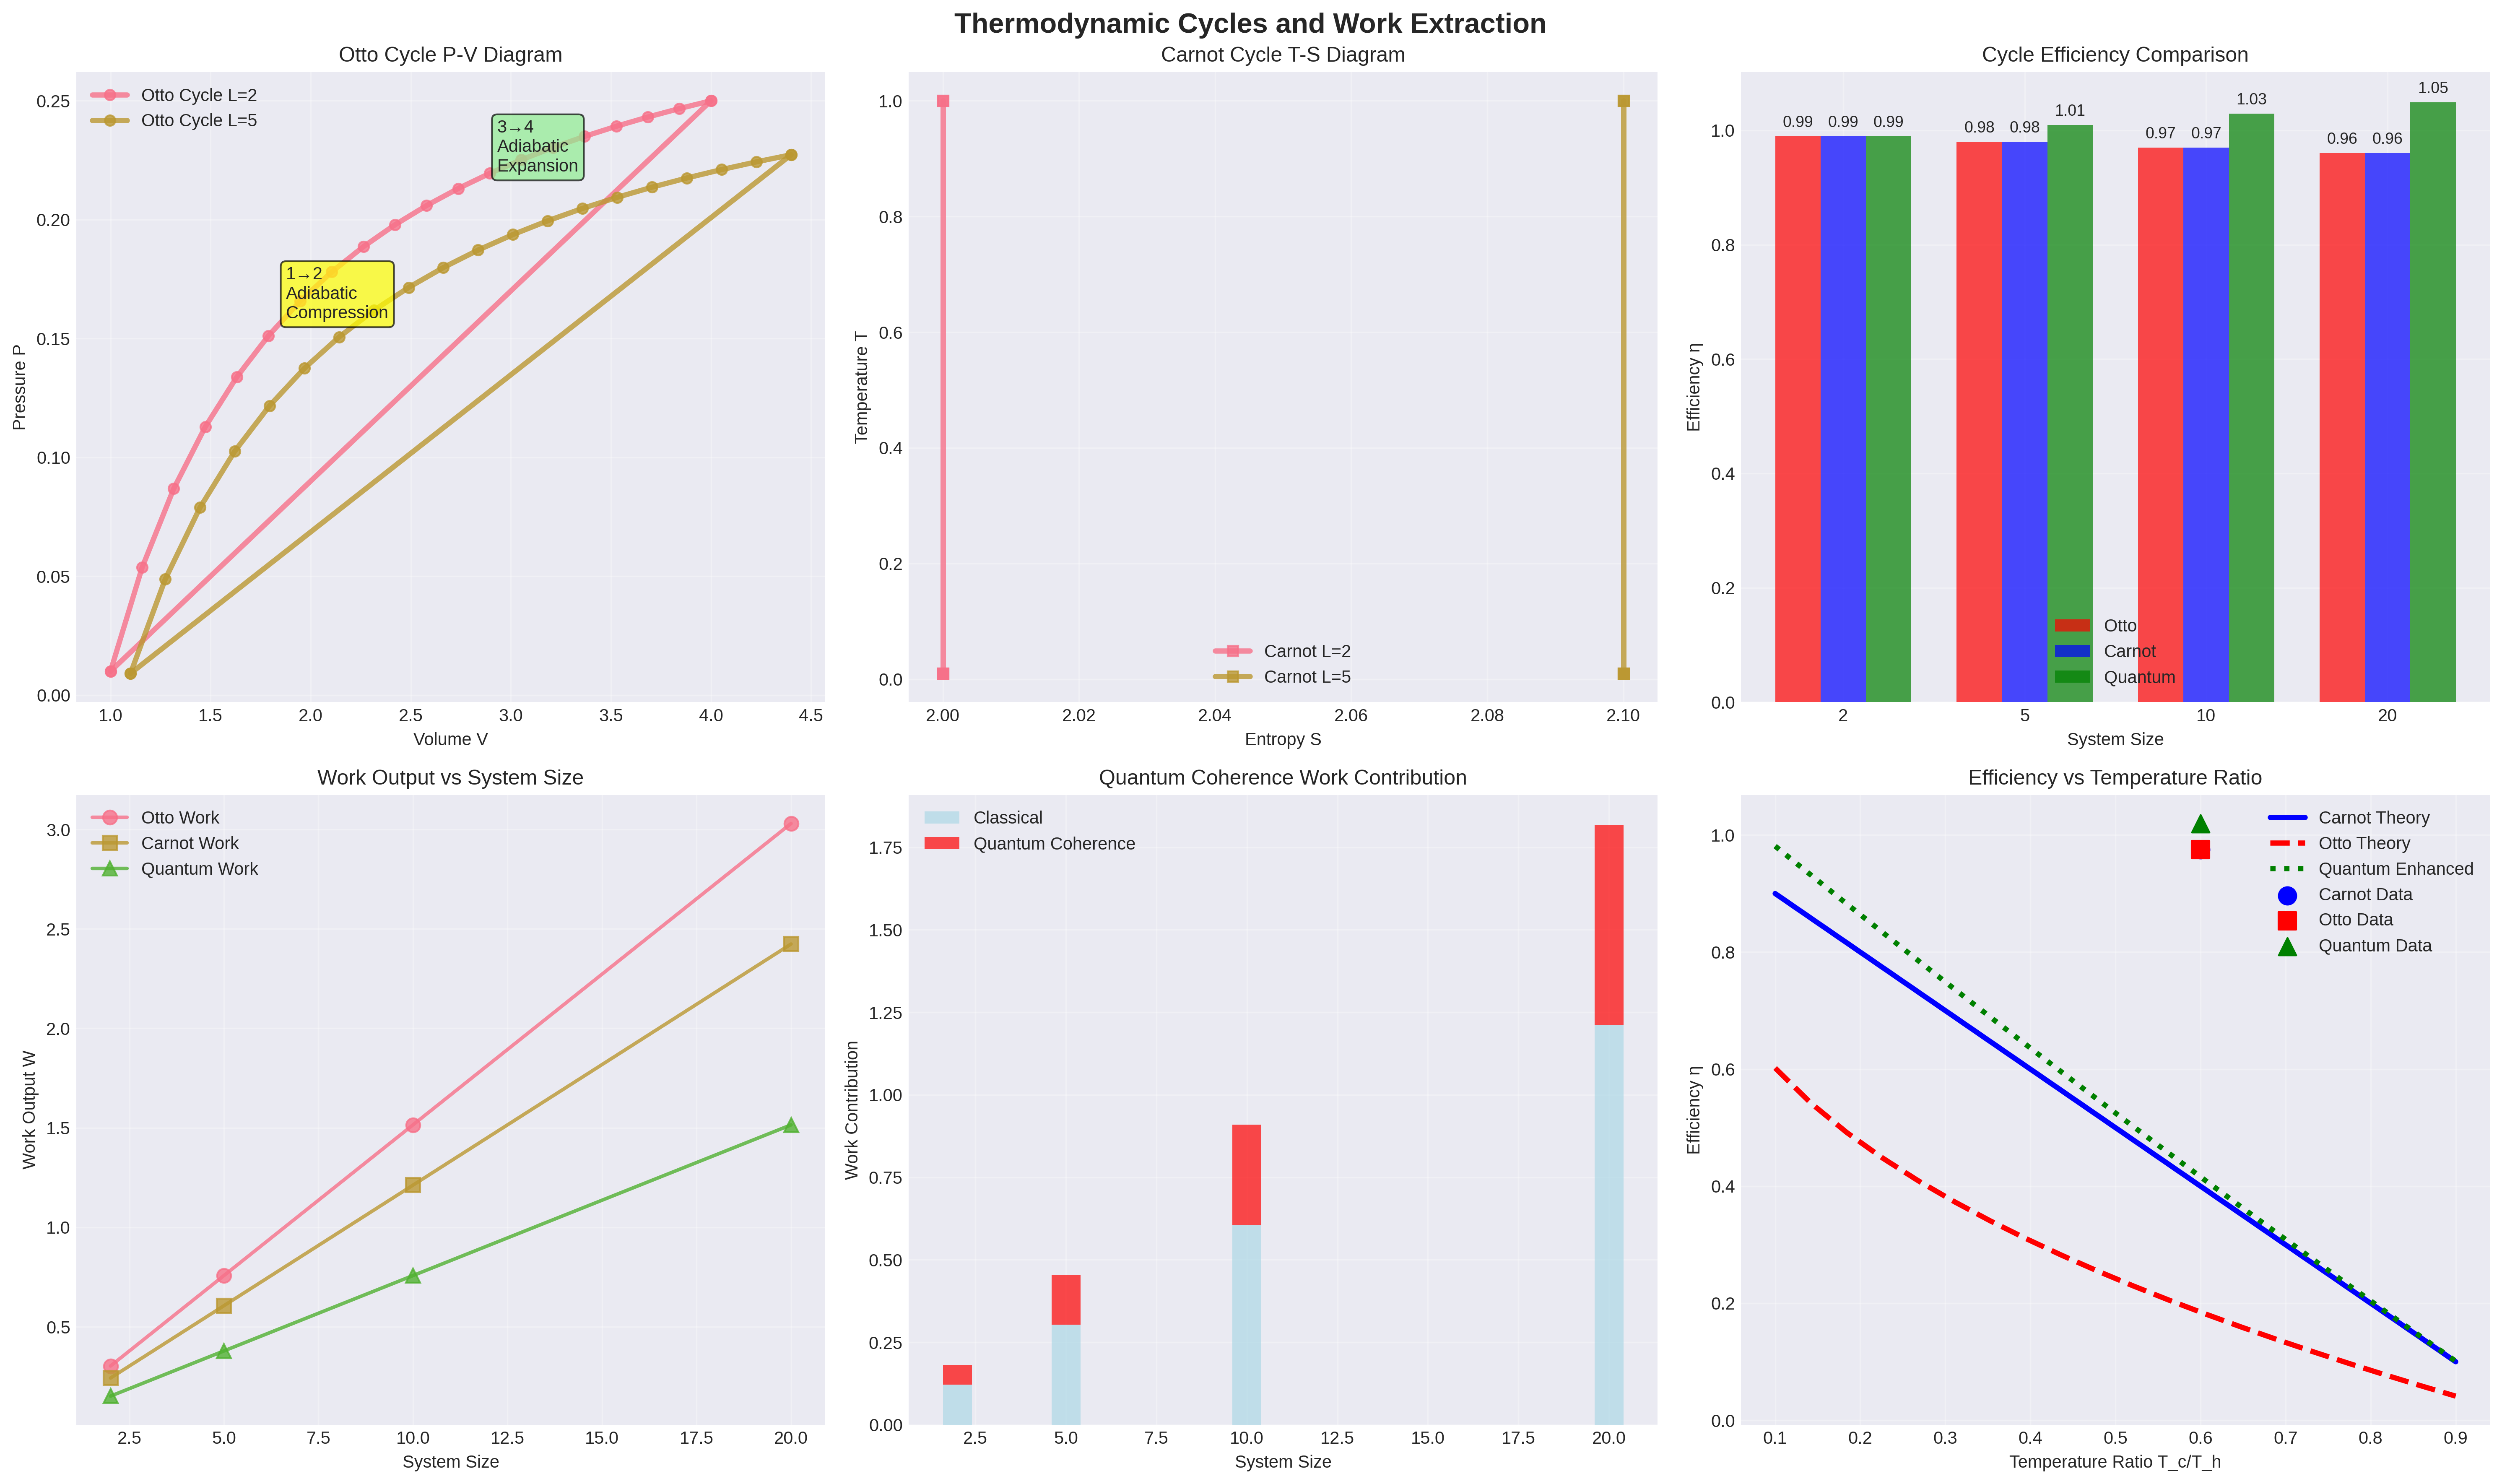 Thermodynamic Cycles and Work Extraction
Otto Cycle P-V Diagram
Otto Cycle L=2
Otto Cycle L=5
3→4
Adiabatic
Expansion
1→2
Adiabatic
Compression
0.25
0.20
0.15
0.10
0.05
0.00
Pressure P
1.0 1.5 2.0 2.5 3.0 3.5 4.0 4.5
Volume V
Carnot Cycle T-S Diagram
1.0
0.8
0.6
0.4
0.2
0.0
Temperature T
Carnot L=2
Carnot L=5
2.00 2.02 2.04 2.06 2.08 2.10
Entropy S
Cycle Efficiency Comparison
0.99 0.99 0.99 0.98 0.98 1.01 0.97 0.97 1.03 0.96 0.96 1.05
1.0
0.8
0.6
0.4
0.2
0.0
Efficiency η
Otto
Carnot
Quantum
2 5 10 20
System Size
Work Output vs System Size
Otto Work
Carnot Work
Quantum Work
3.0
2.5
2.0
1.5
1.0
0.5
Work Output W
2.5 5.0 7.5 10.0 12.5 15.0 17.5 20.0
System Size
Quantum Coherence Work Contribution
Classical
Quantum Coherence
1.75
1.50
1.25
1.00
0.75
0.50
0.25
0.00
Work Contribution
2.5 5.0 7.5 10.0 12.5 15.0 17.5 20.0
System Size
Efficiency vs Temperature Ratio
Carnot Theory
Otto Theory
Quantum Enhanced
Carnot Data
Otto Data
Quantum Data
1.0
0.8
0.6
0.4
0.2
0.0
Efficiency η
0.1 0.2 0.3 0.4 0.5 0.6 0.7 0.8 0.9
Temperature Ratio T_c/T_h